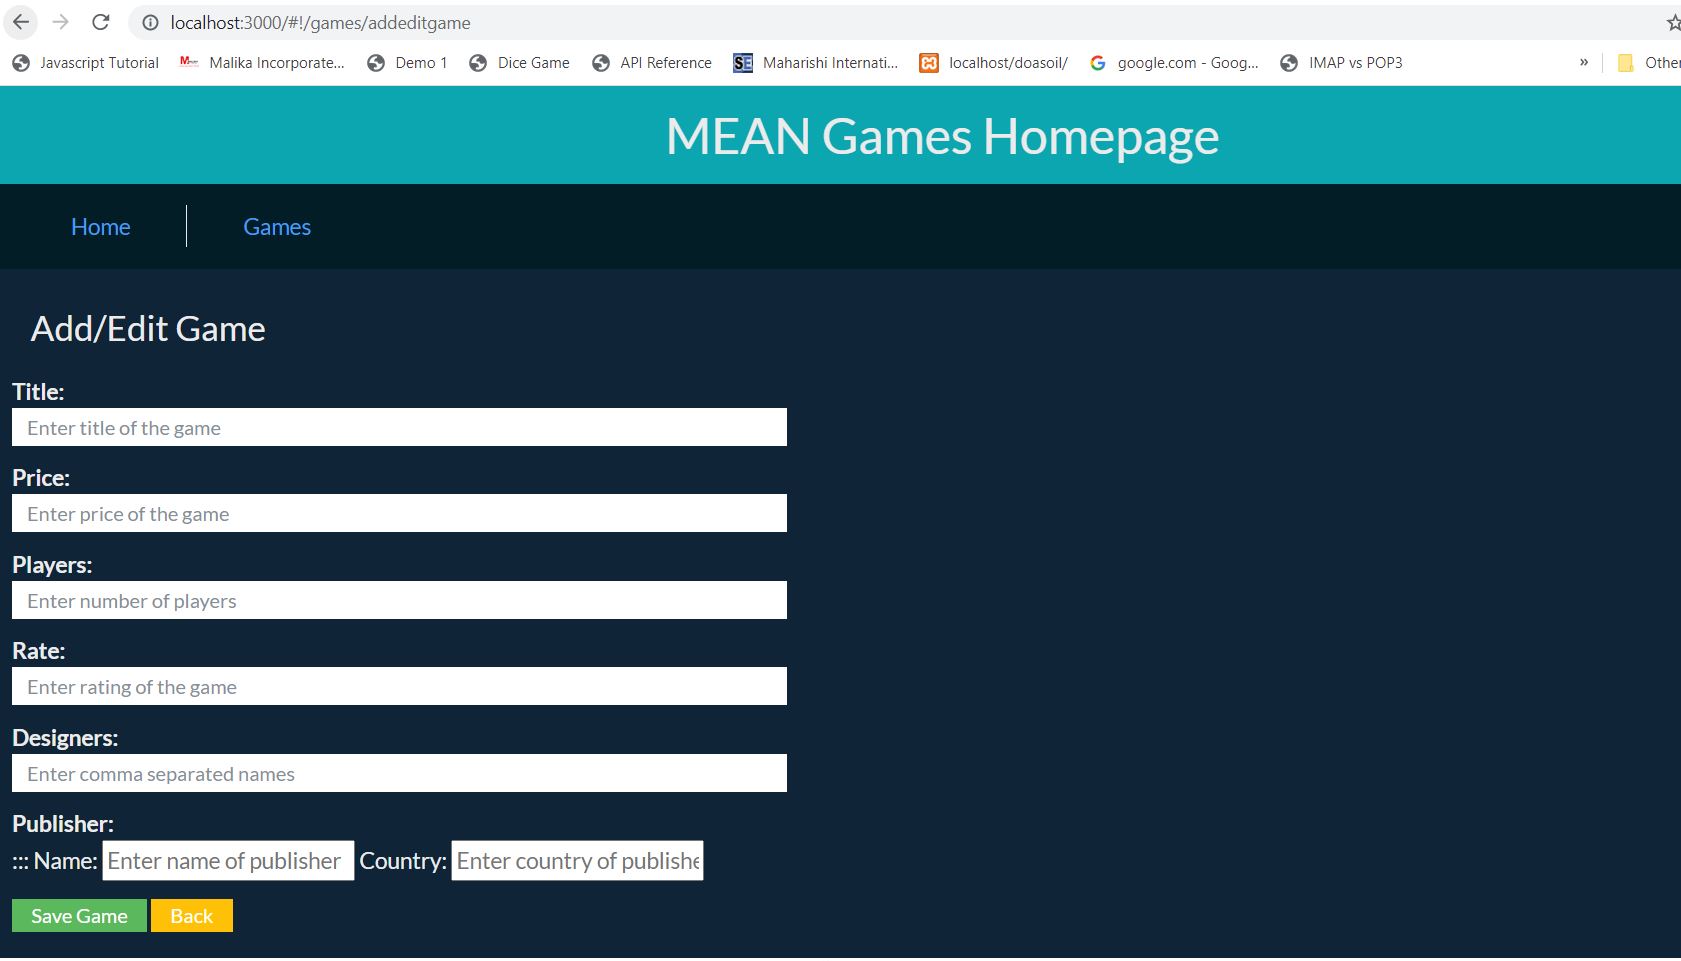 localhost:3000/#!/games/addeditgame
Javascript Tutorial Malika Incorporate... Demo 1 Dice Game API Reference SE Maharishi Internati... localhost/doasoil/ G google.com - Goog... IMAP vs POP3 » Other
MEAN Games Homepage
Home Games
Add/Edit Game
Title:
Enter title of the game
Price:
Enter price of the game
Players:
Enter number of players
Rate:
Enter rating of the game
Designers:
Enter comma separated names
Publisher:
::: Name: Enter name of publisher Country: Enter country of publishe
Save Game Back